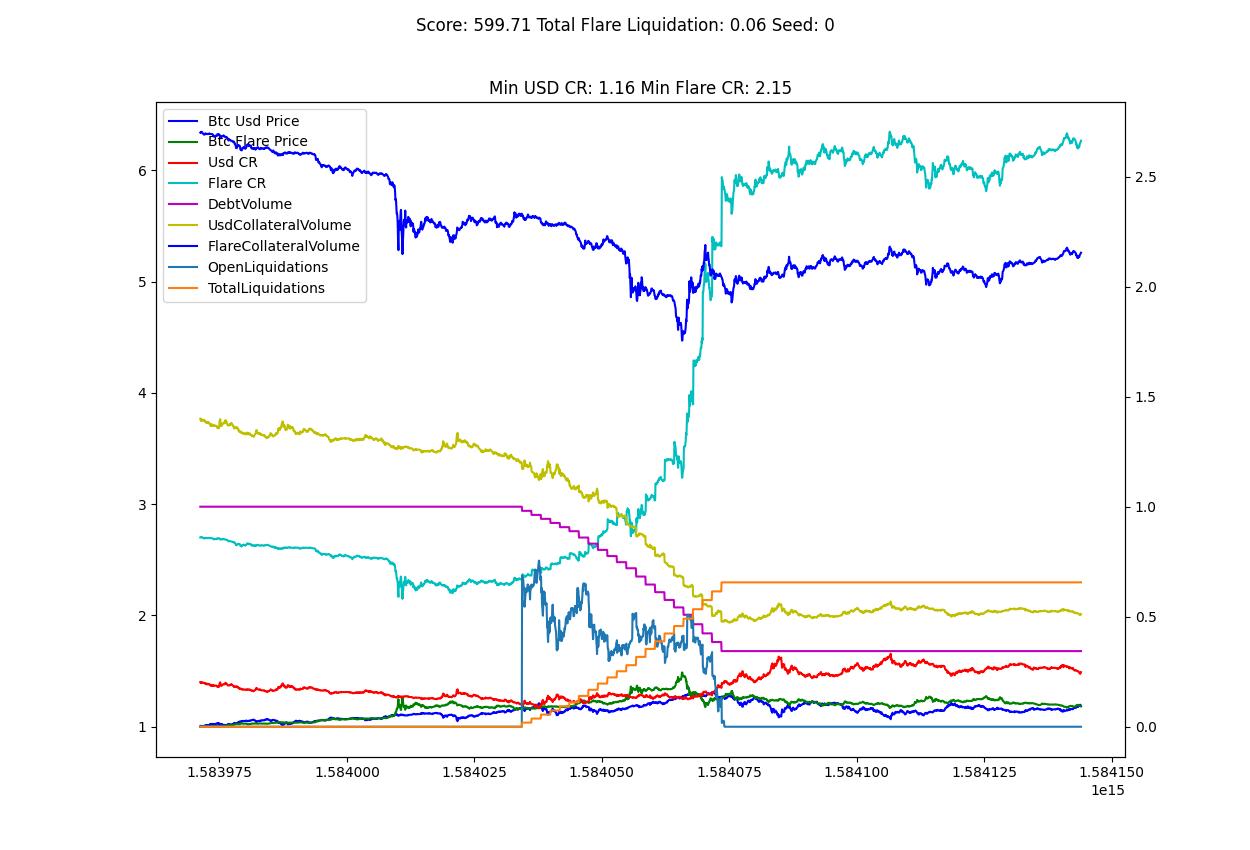 Score: 599.71 Total Flare Liquidation: 0.06 Seed: 0
Min USD CR: 1.16 Min Flare CR: 2.15
Btc Usd Price
Btc Flare Price
Usd CR
Flare CR
DebtVolume
UsdCollateralVolume
FlareCollateralVolume
OpenLiquidations
TotalLiquidations
6
5
4
3
2
1
2.5
2.0
1.5
1.0
0.5
0.0
1.583975 1.584000 1.584025 1.584050 1.584075 1.584100 1.584125 1.584150
1e15